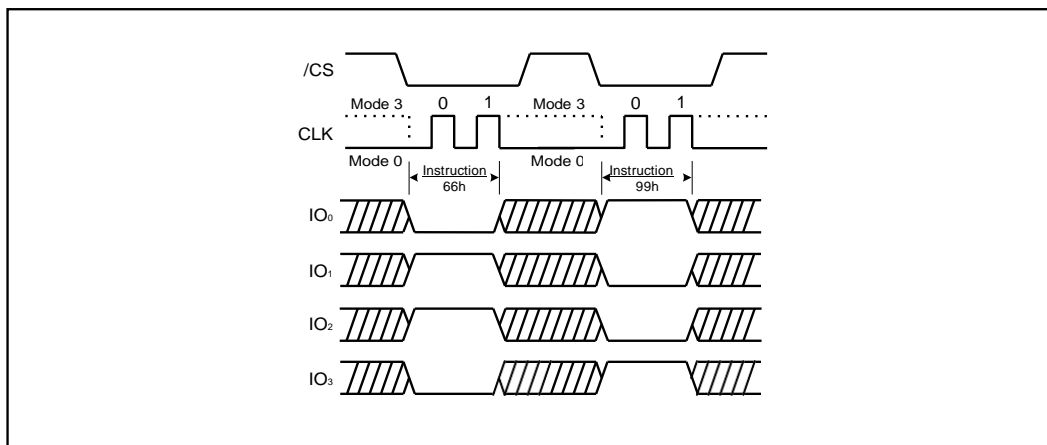 /CS
Mode 3 0 1 Mode 3 0 1
CLK
Mode 0 Mode 0
Instruction Instruction
66h 99h
IO₀
IO₁
IO₂
IO₃